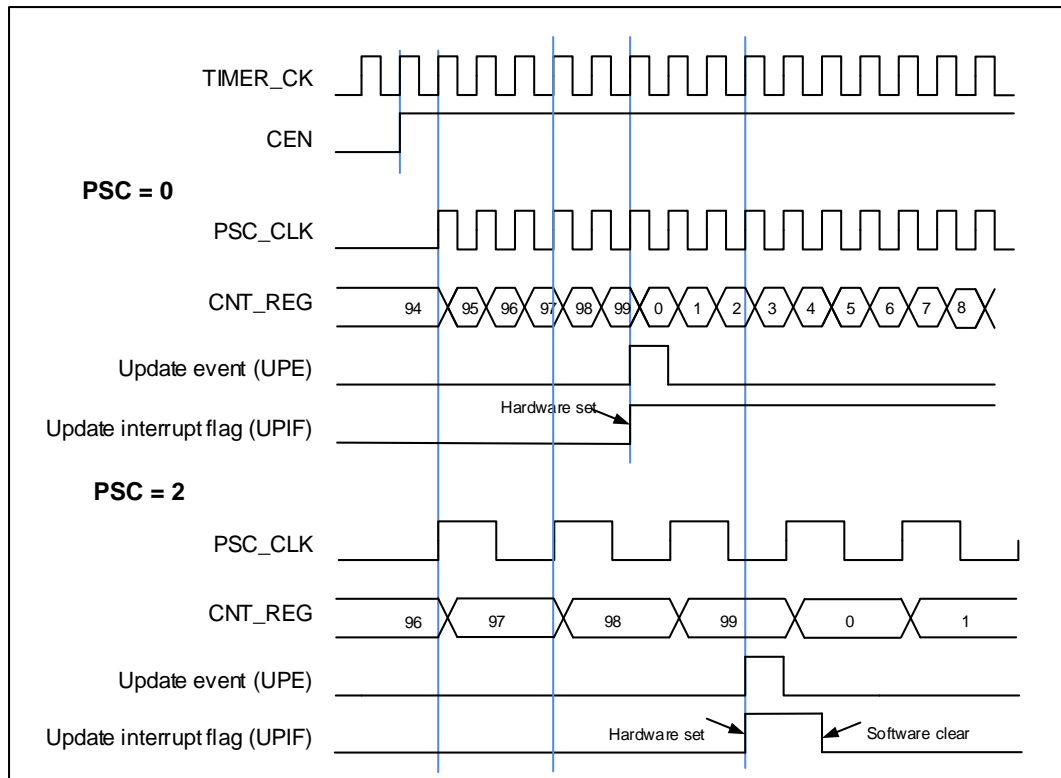 TIMER_CK
CEN
PSC = 0
PSC_CLK
CNT_REG 94 95 96 97 98 99 0 1 2 3 4 5 6 7 8
Update event (UPE)
Hardware set
Update interrupt flag (UPIF)
PSC = 2
PSC_CLK
CNT_REG 96 97 98 99 0 1
Update event (UPE)
Update interrupt flag (UPIF) Hardware set Software clear